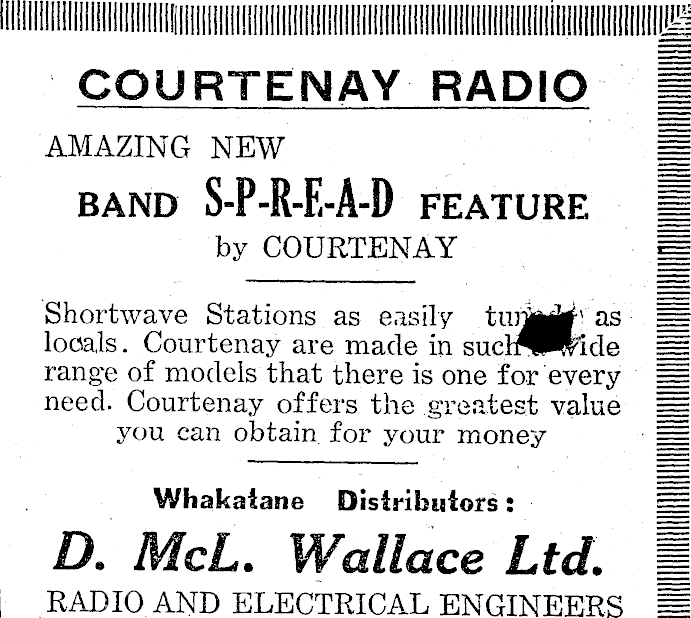 COURTENAY RADIO
AMAZING NEW
BAND S-P-R-E-A-D FEATURE
by COURTENAY
Shortwave Stations as easily as
locals. Courtenay are made in such wide
range of models that there is one for every
need. Courtenay offers the greatest value
you can obtain for your money
Whakatane Distributors:
D. McL. Wallace Ltd.
RADIO AND ELECTRICAL ENGINEERS